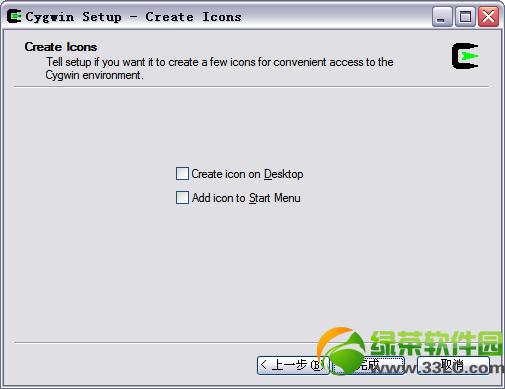 Cygwin Setup - Create Icons
Create Icons
Tell setup if you want it to create a few icons for convenient access to the
Cygwin environment.
Create icon on Desktop
Add icon to Start Menu
< 上一步(B) 完成 取消
绿茶软件园
www.33LC.com